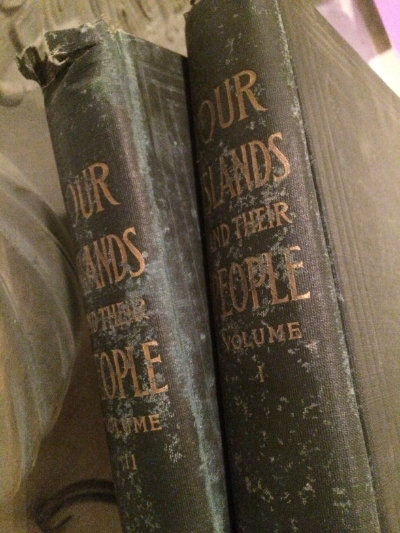 OUR
ISLANDS
AND THEIR
PEOPLE
VOLUME
II
OUR
ISLANDS
AND THEIR
PEOPLE
VOLUME
I